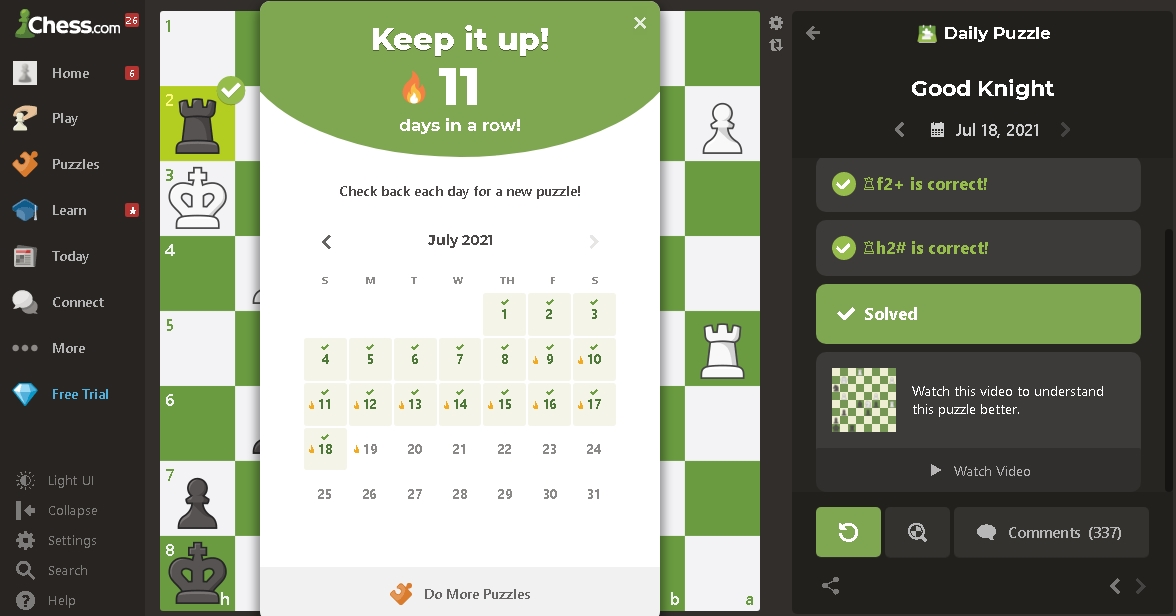 Chess.com
26
Home
6
Play
Puzzles
Learn
Today
Connect
More
Free Trial
Light UI
Collapse
Settings
Search
Help
1
2
3
4
5
6
7
8
h
b
a
Keep it up!
11
days in a row!
Check back each day for a new puzzle!
July 2021
S M T W TH F S
1 2 3
4 5 6 7 8 9 10
11 12 13 14 15 16 17
18 19 20 21 22 23 24
25 26 27 28 29 30 31
Do More Puzzles
Daily Puzzle
Good Knight
Jul 18, 2021
♖f2+ is correct!
♖h2# is correct!
Solved
Watch this video to understand
this puzzle better.
Watch Video
Comments (337)